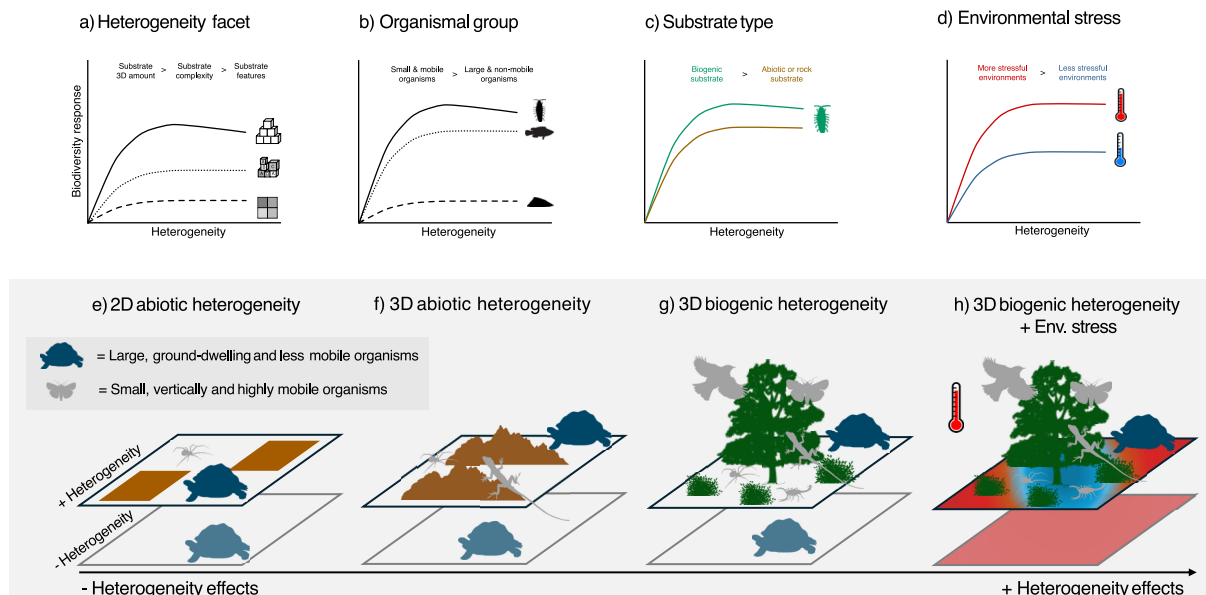 a) Heterogeneity facet
Substrate 3D amount > Substrate complexity > Substrate features
Biodiversity response
Heterogeneity
b) Organismal group
Small & mobile organisms > Large & non-mobile organisms
Heterogeneity
c) Substrate type
Biogenic substrate > Abiotic or rock substrate
Heterogeneity
d) Environmental stress
More stressful environments > Less stressful environments
Heterogeneity
e) 2D abiotic heterogeneity
f) 3D abiotic heterogeneity
g) 3D biogenic heterogeneity
h) 3D biogenic heterogeneity
+ Env. stress
= Large, ground-dwelling and less mobile organisms
= Small, vertically and highly mobile organisms
+ Heterogeneity
- Heterogeneity
- Heterogeneity effects
+ Heterogeneity effects